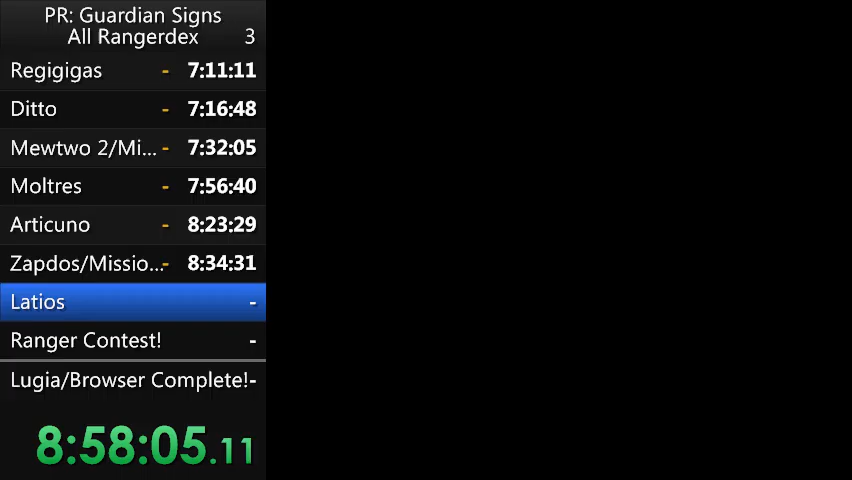 PR: Guardian Signs
All Rangerdex 3
Regigigas - 7:11:11
Ditto - 7:16:48
Mewtwo 2/Mi... - 7:32:05
Moltres - 7:56:40
Articuno - 8:23:29
Zapdos/Missio... - 8:34:31
Latios -
Ranger Contest! -
Lugia/Browser Complete!-
8:58:05.11